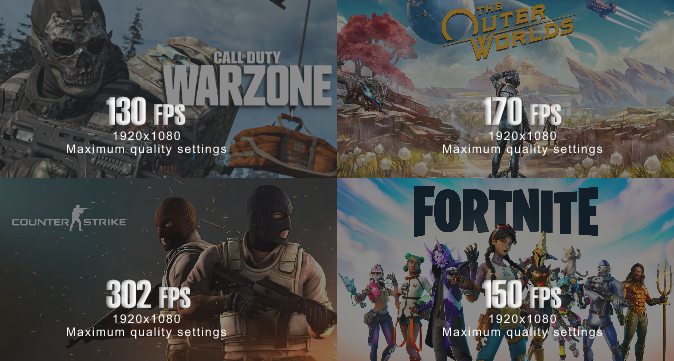 CALL OF DUTY
WARZONE
130 FPS
1920x1080
Maximum quality settings
THE
OUTER
WORLDS
170 FPS
1920x1080
Maximum quality settings
COUNTER STRIKE
302 FPS
1920x1080
Maximum quality settings
FORTNITE
150 FPS
1920x1080
Maximum quality settings